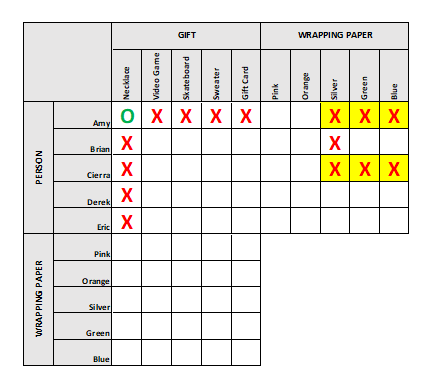 GIFT WRAPPING PAPER
Necklace Video Game Skateboard Sweater Gift Card Pink Orange Silver Green Blue
PERSON
Amy O X X X X X X X
Brian X X
Cierra X X X X
Derek X
Eric X
WRAPPING PAPER
Pink
Orange
Silver
Green
Blue